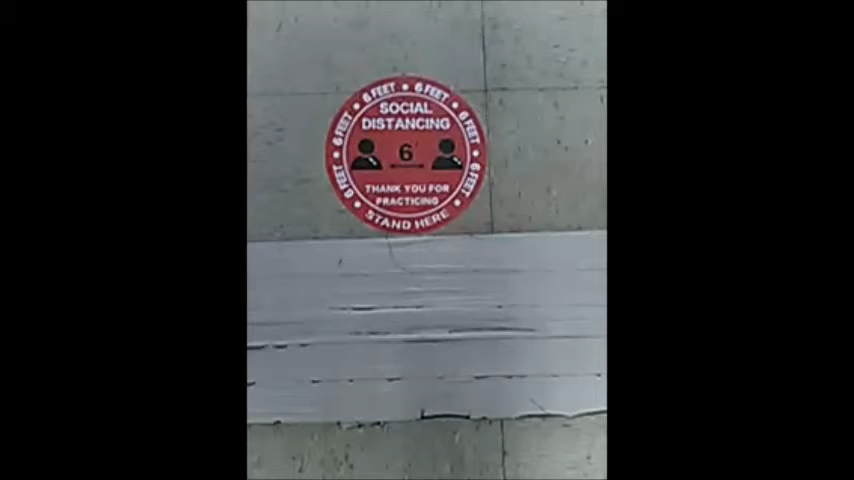 6 FEET • 6 FEET • 6 FEET • 6 FEET • 6 FEET • 6 FEET
SOCIAL
DISTANCING
6'
THANK YOU FOR
PRACTICING
STAND HERE